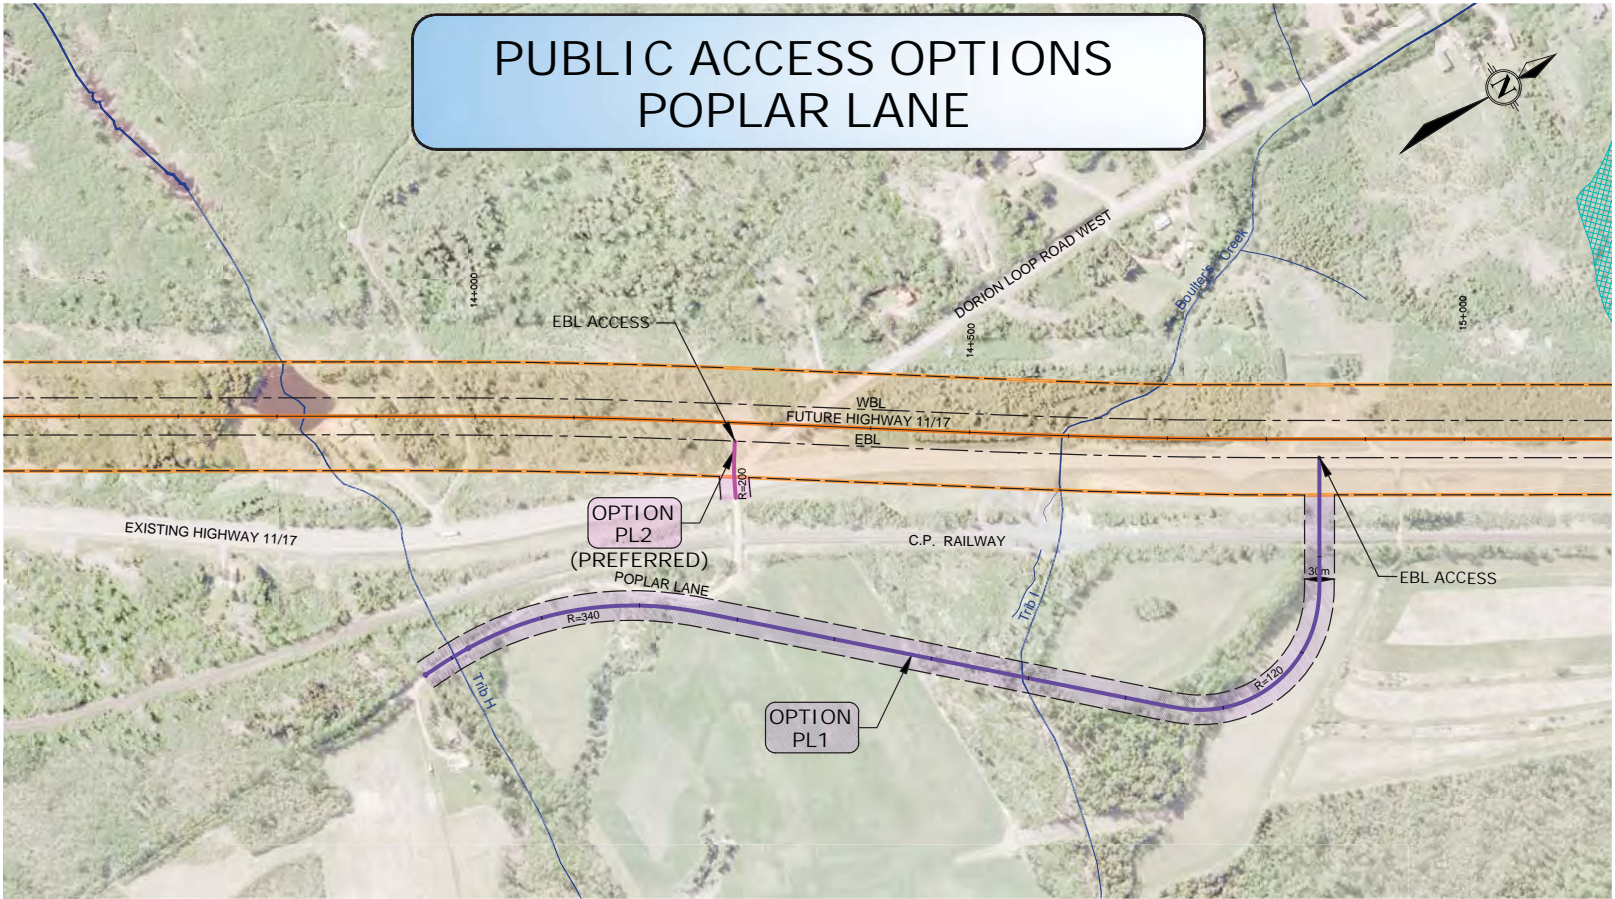 PUBLIC ACCESS OPTIONS
POPLAR LANE
N
DORION LOOP ROAD WEST
Boulter's Creek
14+000
14+500
15+000
EBL ACCESS
WBL
FUTURE HIGHWAY 11/17
EBL
R=200
OPTION
PL2
(PREFERRED)
EXISTING HIGHWAY 11/17
C.P. RAILWAY
POPLAR LANE
30m
EBL ACCESS
R=340
Trib I
Trib H
R=120
OPTION
PL1